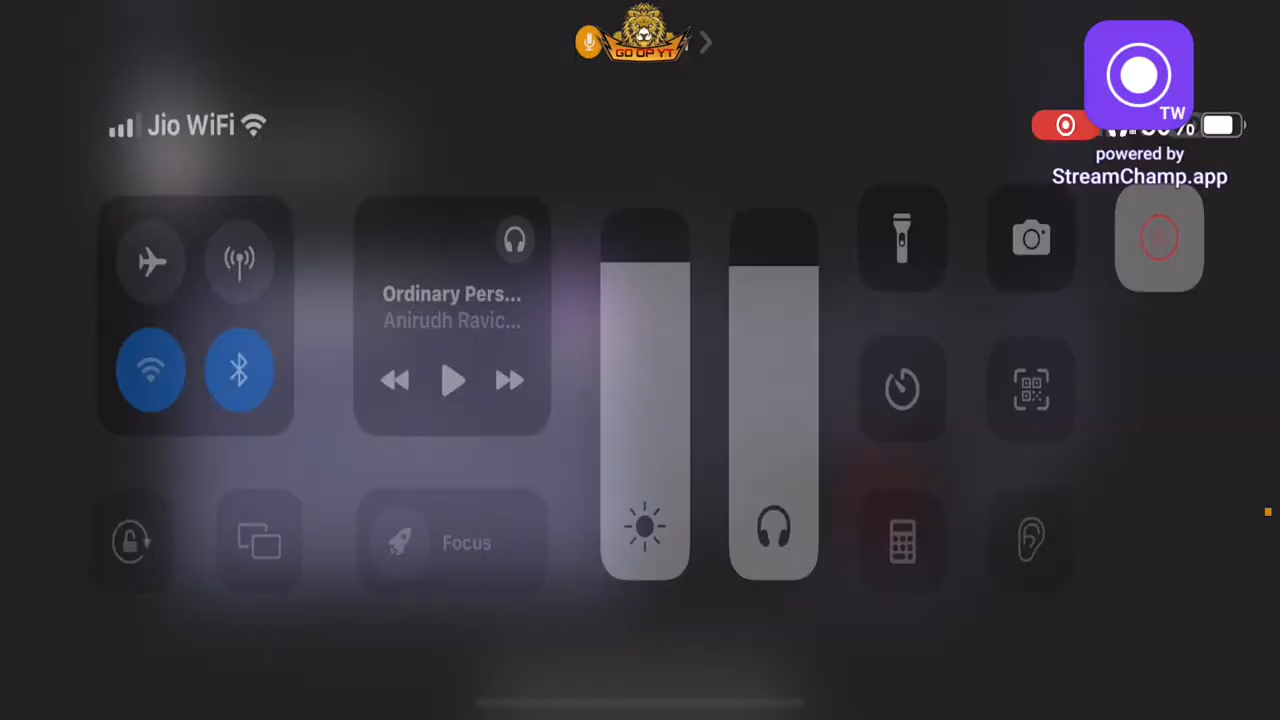 GO OP YT
TW
Jio WiFi
powered by
StreamChamp.app
Ordinary Pers...
Anirudh Ravic...
Focus